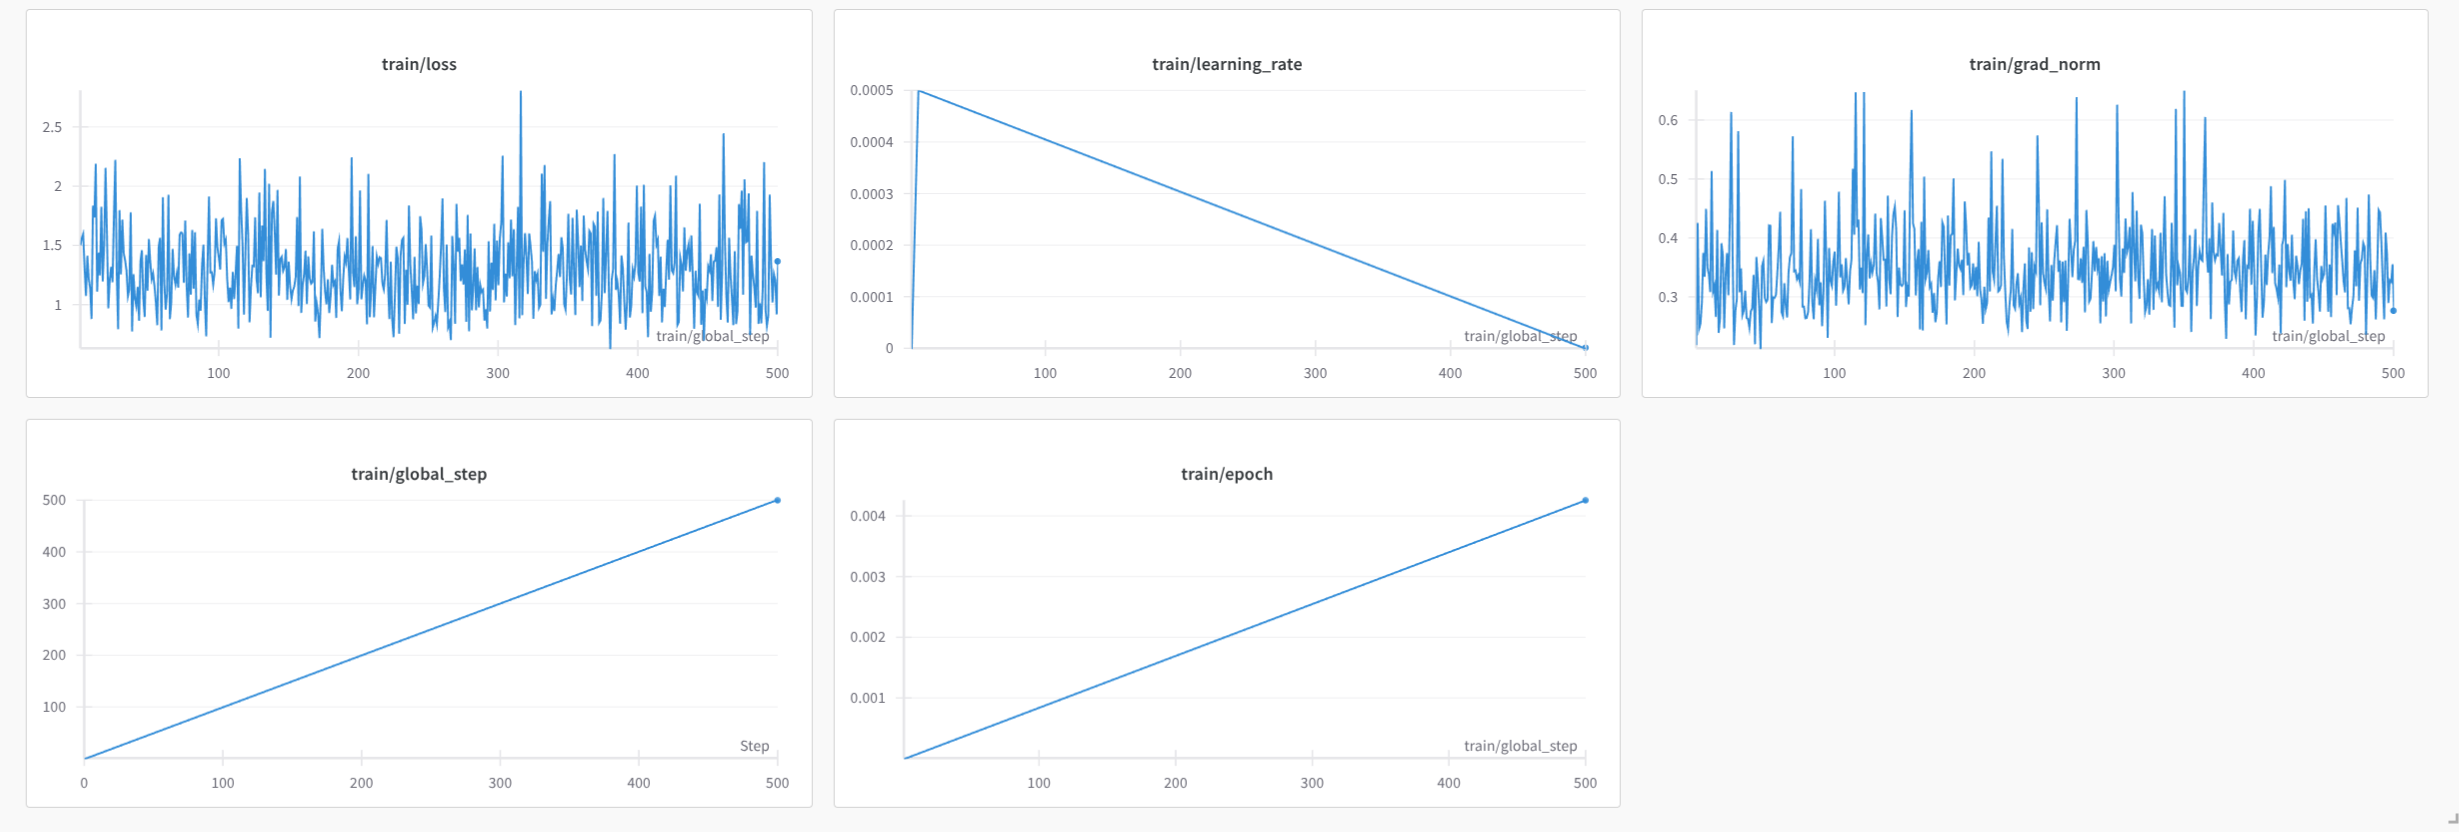 train/loss
2.5
2
1.5
1
train/global_step
100 200 300 400 500
train/learning_rate
0.0005
0.0004
0.0003
0.0002
0.0001
0
train/global_step
100 200 300 400 500
train/grad_norm
0.6
0.5
0.4
0.3
train/global_step
100 200 300 400 500
train/global_step
500
400
300
200
100
Step
0 100 200 300 400 500
train/epoch
0.004
0.003
0.002
0.001
train/global_step
100 200 300 400 500